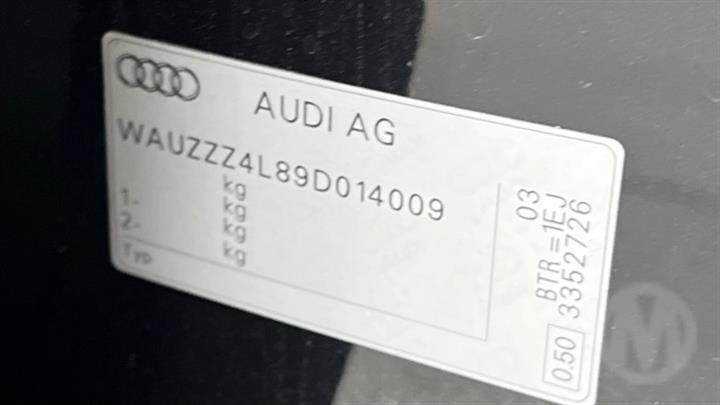 AUDI AG
WAUZZZ4L89D014009
kg
1- kg
2- kg
kg
Typ
03
BTR =1EJ
3352726
0.50
M